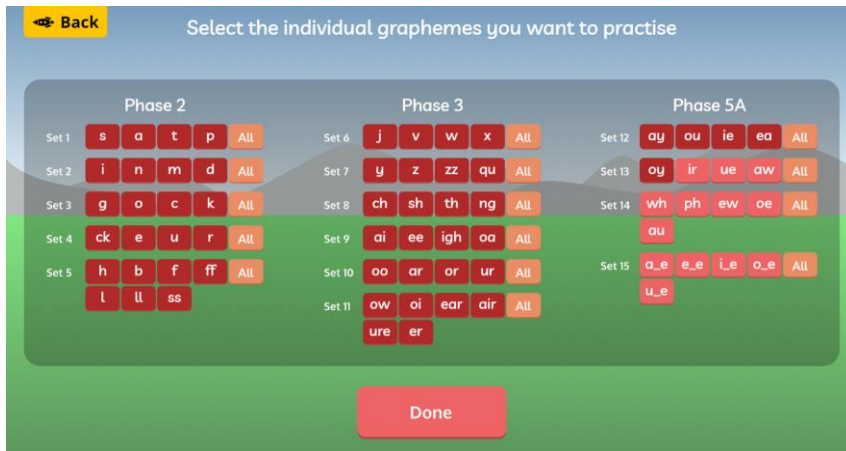 Back
Select the individual graphemes you want to practise
Phase 2
Set 1 s a t p All
Set 2 i n m d All
Set 3 g o c k All
Set 4 ck e u r All
Set 5 h b f ff All
l ll ss
Phase 3
Set 6 j v w x All
Set 7 y z zz qu All
Set 8 ch sh th ng All
Set 9 ai ee igh oa All
Set 10 oo ar or ur All
Set 11 ow oi ear air All
ure er
Phase 5A
Set 12 ay ou ie ea All
Set 13 oy ir ue aw All
Set 14 wh ph ew oe All
au
Set 15 a_e e_e i_e o_e All
u_e
Done